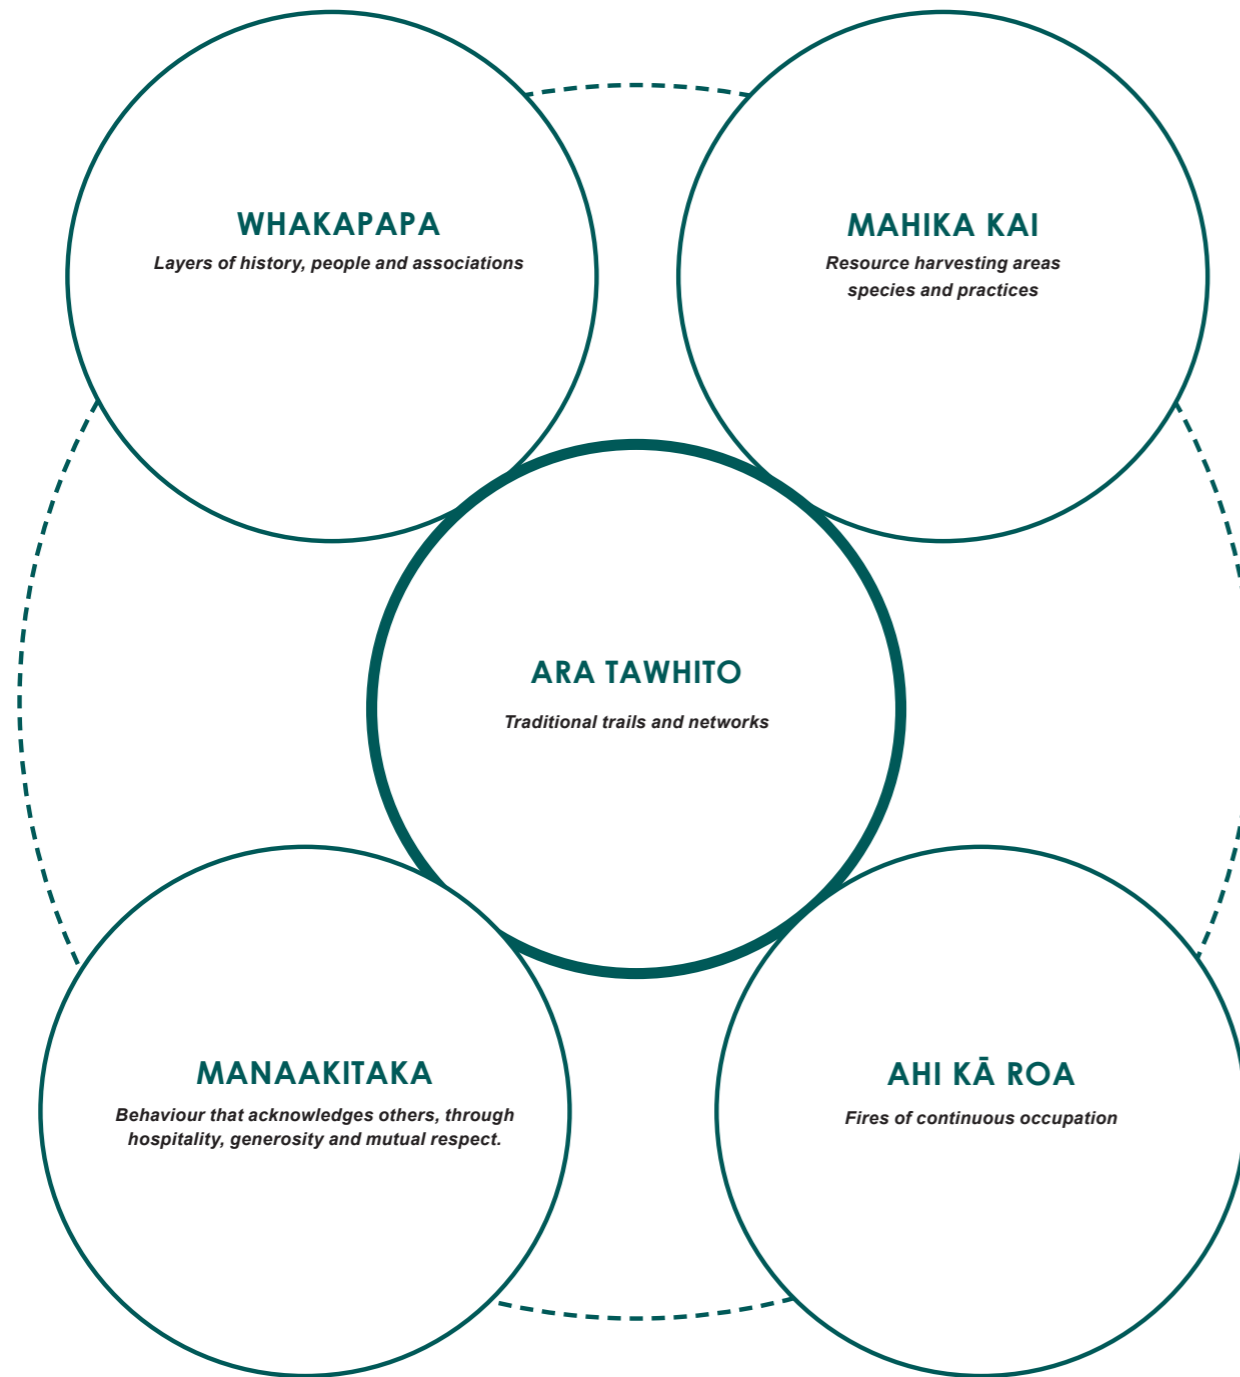 WHAKAPAPA
Layers of history, people and associations
MAHIKA KAI
Resource harvesting areas
species and practices
ARA TAWHITO
Traditional trails and networks
MANAAKITAKA
Behaviour that acknowledges others, through
hospitality, generosity and mutual respect.
AHI KĀ ROA
Fires of continuous occupation